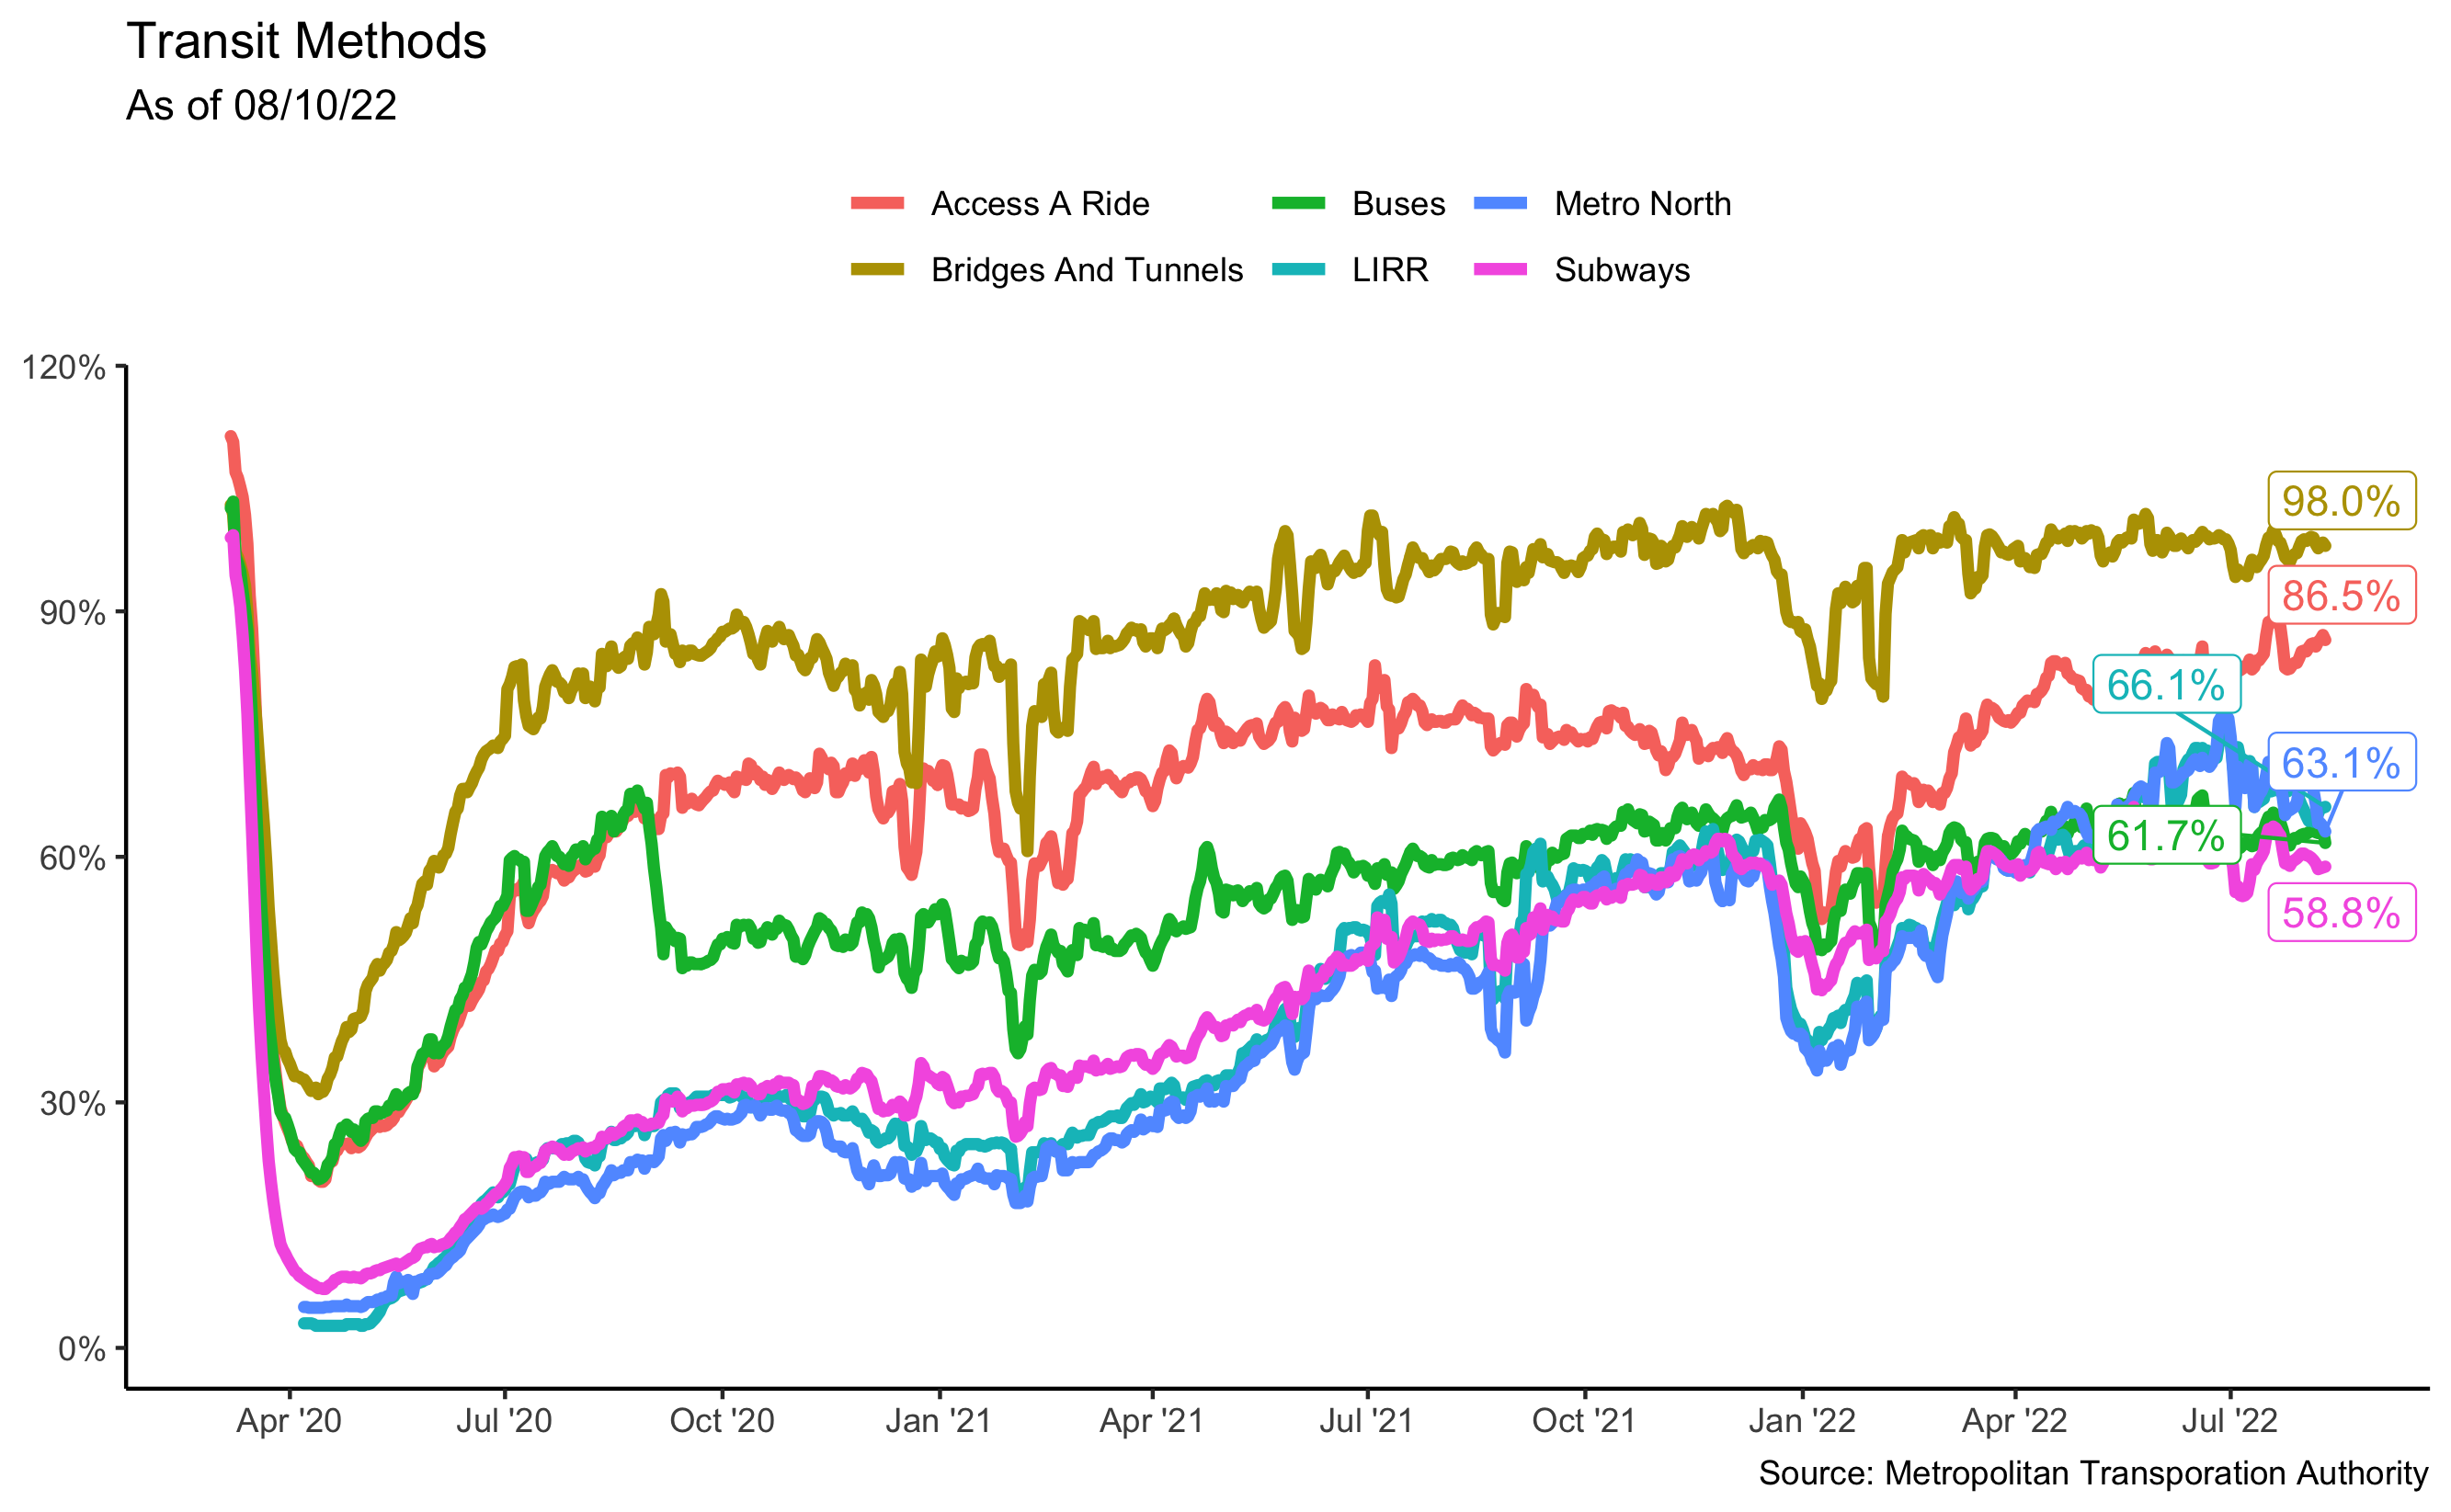 Transit Methods
As of 08/10/22
Access A Ride
Buses
Metro North
Bridges And Tunnels
LIRR
Subways
120%
90%
60%
30%
0%
98.0%
86.5%
66.1%
63.1%
61.7%
58.8%
Apr '20
Jul '20
Oct '20
Jan '21
Apr '21
Jul '21
Oct '21
Jan '22
Apr '22
Jul '22
Source: Metropolitan Transporation Authority